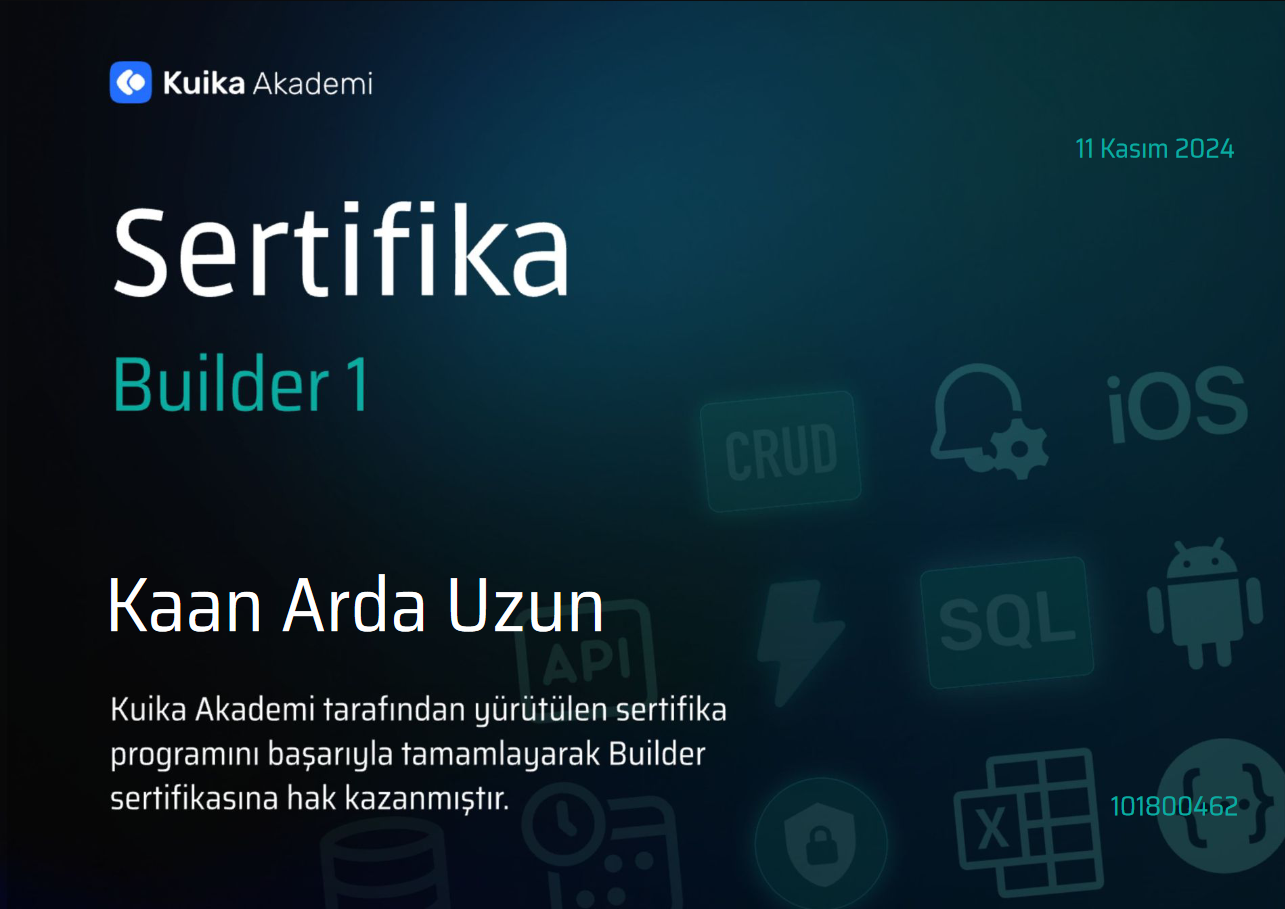 Kuika Akademi
11 Kasım 2024
Sertifika
Builder 1
CRUD
iOS
Kaan Arda Uzun
API
SQL
Kuika Akademi tarafından yürütülen sertifika
programını başarıyla tamamlayarak Builder
sertifikasına hak kazanmıştır.
X
101800462
{ }